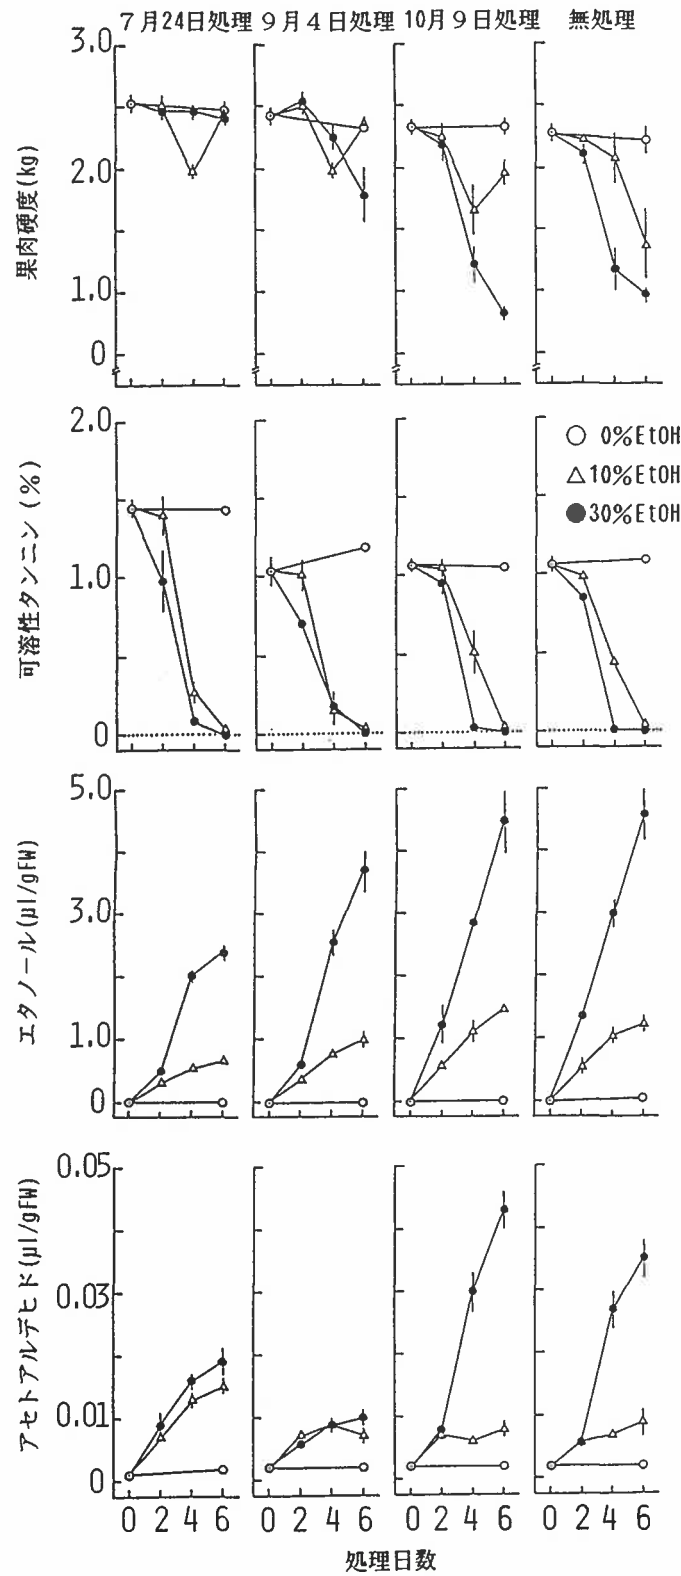 7月24日処理 9月4日処理 10月9日処理 無処理
果肉硬度(kg)
3.0
2.0
1.0
0
可溶性タンニン(%)
2.0
1.0
0
○ 0%EtOH
△10%EtOH
●30%EtOH
エタノール(μl/gFW)
5.0
3.0
1.0
0
アセトアルデヒド(μl/gFW)
0.05
0.03
0.01
0
0 2 4 6 0 2 4 6 0 2 4 6 0 2 4 6
処理日数